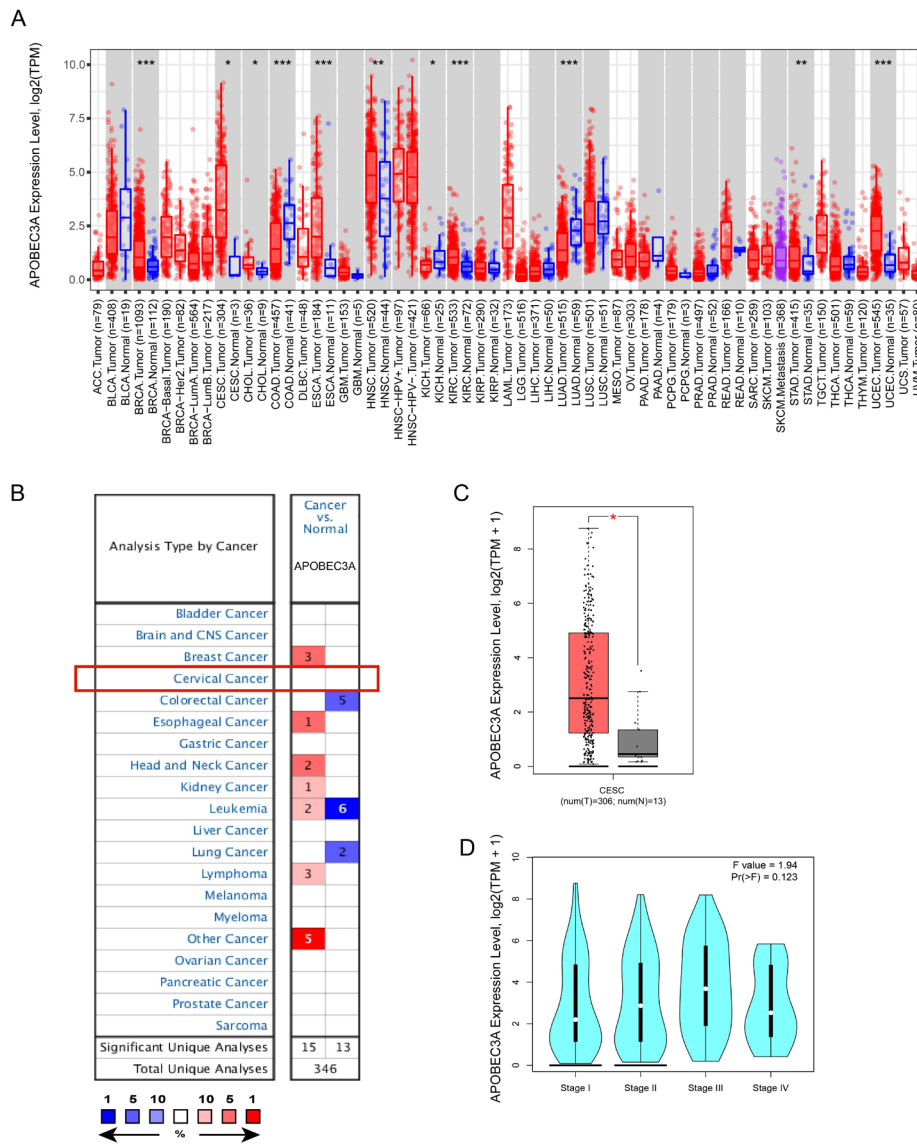 A
APOBEC3A Expression Level, log2(TPM)
10.0
7.5
5.0
2.5
0.0
*** * * *** *** ** * *** *** ** ***
ACC.Tumor (n=79)
BLCA.Tumor (n=408)
BLCA.Normal (n=19)
BRCA.Tumor (n=1093)
BRCA.Normal (n=112)
BRCA-Basal.Tumor (n=190)
BRCA-Her2.Tumor (n=82)
BRCA-LumA.Tumor (n=564)
BRCA-LumB.Tumor (n=217)
CESC.Tumor (n=304)
CESC.Normal (n=3)
CHOL.Tumor (n=36)
CHOL.Normal (n=9)
COAD.Tumor (n=457)
COAD.Normal (n=41)
DLBC.Tumor (n=48)
ESCA.Tumor (n=184)
ESCA.Normal (n=11)
GBM.Tumor (n=153)
GBM.Normal (n=5)
HNSC.Tumor (n=520)
HNSC.Normal (n=44)
HNSC-HPV+.Tumor (n=97)
HNSC-HPV-.Tumor (n=421)
KICH.Tumor (n=66)
KICH.Normal (n=25)
KIRC.Tumor (n=533)
KIRC.Normal (n=72)
KIRP.Tumor (n=290)
KIRP.Normal (n=32)
LAML.Tumor (n=173)
LGG.Tumor (n=516)
LIHC.Tumor (n=371)
LIHC.Normal (n=50)
LUAD.Tumor (n=515)
LUAD.Normal (n=59)
LUSC.Tumor (n=501)
LUSC.Normal (n=51)
MESO.Tumor (n=87)
OV.Tumor (n=303)
PAAD.Tumor (n=178)
PAAD.Normal (n=4)
PCPG.Tumor (n=179)
PCPG.Normal (n=3)
PRAD.Tumor (n=497)
PRAD.Normal (n=52)
READ.Tumor (n=166)
READ.Normal (n=10)
SARC.Tumor (n=259)
SKCM.Tumor (n=103)
SKCM.Metastasis (n=368)
STAD.Tumor (n=415)
STAD.Normal (n=35)
TGCT.Tumor (n=150)
THCA.Tumor (n=501)
THCA.Normal (n=59)
THYM.Tumor (n=120)
UCEC.Tumor (n=545)
UCEC.Normal (n=35)
UCS.Tumor (n=57)
B
Analysis Type by Cancer
Cancer
vs.
Normal
APOBEC3A
Bladder Cancer
Brain and CNS Cancer
Breast Cancer 3
Cervical Cancer
Colorectal Cancer 5
Esophageal Cancer 1
Gastric Cancer
Head and Neck Cancer 2
Kidney Cancer 1
Leukemia 2 6
Liver Cancer
Lung Cancer 2
Lymphoma 3
Melanoma
Myeloma
Other Cancer 5
Ovarian Cancer
Pancreatic Cancer
Prostate Cancer
Sarcoma
Significant Unique Analyses 15 13
Total Unique Analyses 346
1 5 10 10 5 1
%
C
APOBEC3A Expression Level, log2(TPM + 1)
8
6
4
2
0
*
CESC
(num(T)=306; num(N)=13)
D
APOBEC3A Expression Level, log2(TPM + 1)
10
8
6
4
2
0
F value = 1.94
Pr(>F) = 0.123
Stage I Stage II Stage III Stage IV